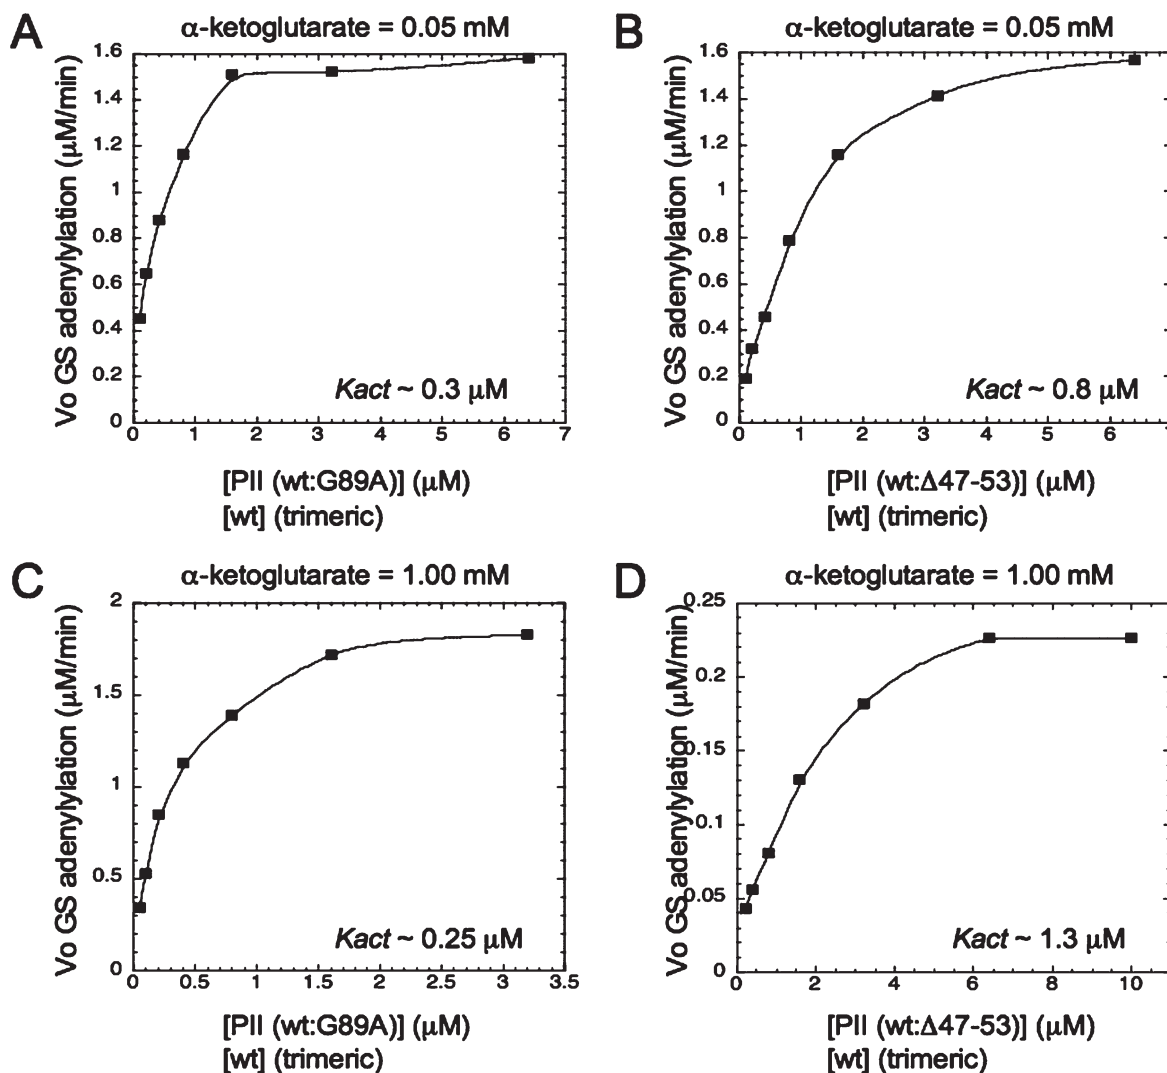 A
α-ketoglutarate = 0.05 mM
1.6
1.4
1.2
1
0.8
0.6
0.4
0.2
0
Vo GS adenylylation (μM/min)
Kact ~ 0.3 μM
0 1 2 3 4 5 6 7
[PII (wt:G89A)] (μM)
[wt] (trimeric)
B
α-ketoglutarate = 0.05 mM
1.6
1.4
1.2
1
0.8
0.6
0.4
0.2
0
Vo GS adenylylation (μM/min)
Kact ~ 0.8 μM
0 1 2 3 4 5 6 7
[PII (wt:Δ47-53)] (μM)
[wt] (trimeric)
C
α-ketoglutarate = 1.00 mM
2
1.5
1
0.5
0
Vo GS adenylylation (μM/min)
Kact ~ 0.25 μM
0 0.5 1 1.5 2 2.5 3 3.5
[PII (wt:G89A)] (μM)
[wt] (trimeric)
D
α-ketoglutarate = 1.00 mM
0.25
0.2
0.15
0.1
0.05
0
Vo GS adenylylation (μM/min)
Kact ~ 1.3 μM
0 2 4 6 8 10
[PII (wt:Δ47-53)] (μM)
[wt] (trimeric)